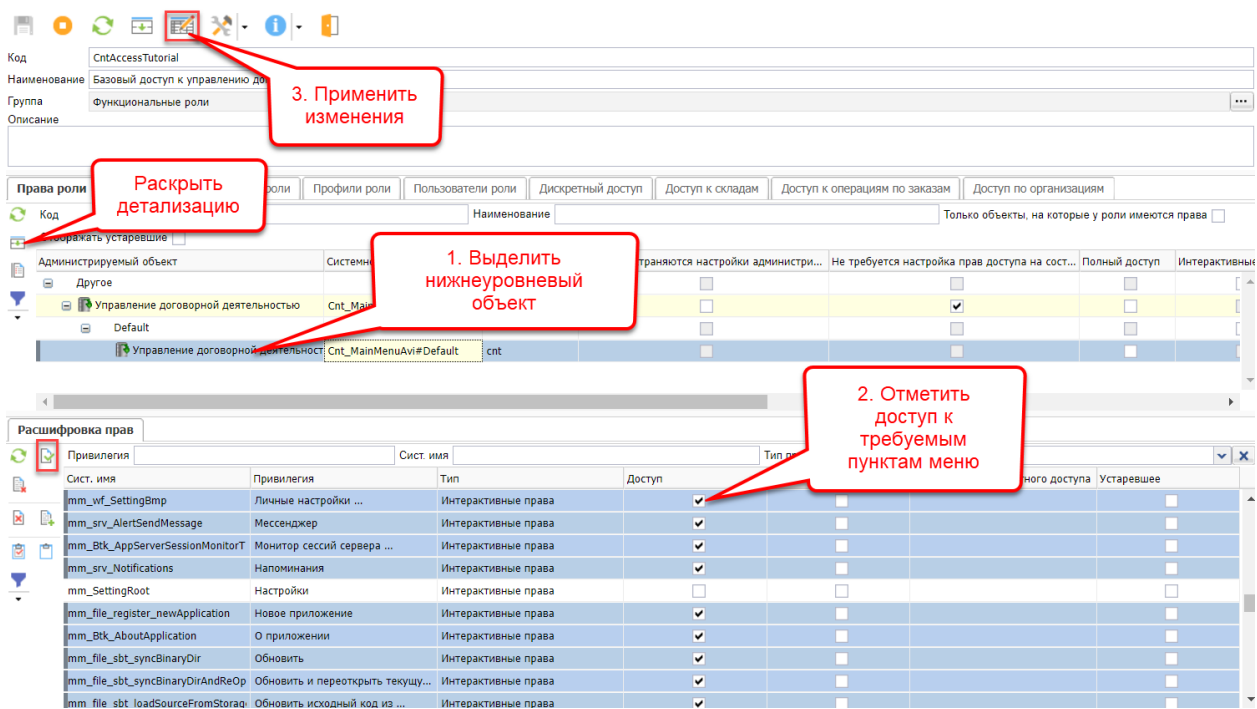 Код CntAccessTutorial
Наименование Базовый доступ к управлению до
Группа Функциональные роли
Описание
3. Применить
изменения
Раскрыть
детализацию
Права роли роли Профили роли Пользователи роли Дискретный доступ Доступ к складам Доступ к операциям по заказам Доступ по организациям
Код Наименование Только объекты, на которые у роли имеются права
Отображать устаревшие
1. Выделить
нижнеуровневый
объект
Администрируемый объект Системно страняются настройки администри... Не требуется настройка прав доступа на сост... Полный доступ Интерактивные
Другое
Управление договорной деятельностью Cnt_Main
Default
Управление договорной деятельност Cnt_MainMenuAvi#Default cnt
2. Отметить
доступ к
требуемым
пунктам меню
Расшифровка прав
Привилегия Сист. имя Тип
Сист. имя Привилегия Тип Доступ ного доступа Устаревшее
mm_wf_SettingBmp Личные настройки ... Интерактивные права
mm_srv_AlertSendMessage Мессенджер Интерактивные права
mm_Btk_AppServerSessionMonitorT Монитор сессий сервера ... Интерактивные права
mm_srv_Notifications Напоминания Интерактивные права
mm_SettingRoot Настройки Интерактивные права
mm_file_register_newApplication Новое приложение Интерактивные права
mm_Btk_AboutApplication О приложении Интерактивные права
mm_file_sbt_syncBinaryDir Обновить Интерактивные права
mm_file_sbt_syncBinaryDirAndReOp Обновить и переоткрыть текущу... Интерактивные права
mm_file_sbt_loadSourceFromStorag Обновить исходный код из ... Интерактивные права